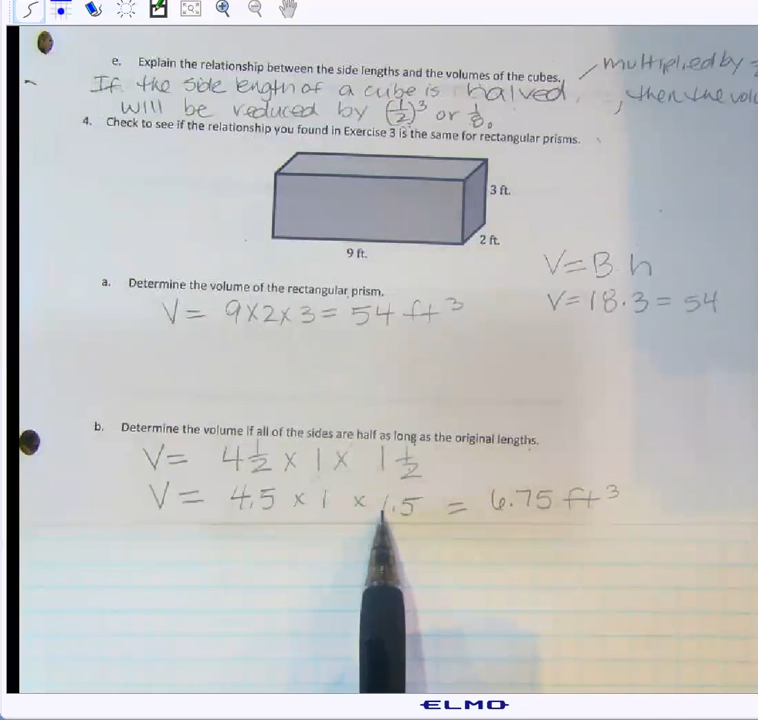 e. Explain the relationship between the side lengths and the volumes of the cubes.
multiplied by
If the side length of a cube is halved, then the
will be reduced by (1/2)³ or 1/8.
4. Check to see if the relationship you found in Exercise 3 is the same for rectangular prisms.
3 ft.
2 ft.
9 ft.
V=B·h
a. Determine the volume of the rectangular prism.
V= 9x2x3= 54 ft³
V=18·3= 54
b. Determine the volume if all of the sides are half as long as the original lengths.
V= 4 1/2 x 1 x 1 1/2
V= 4.5 x 1 x 1.5 = 6.75 ft³
ELMO